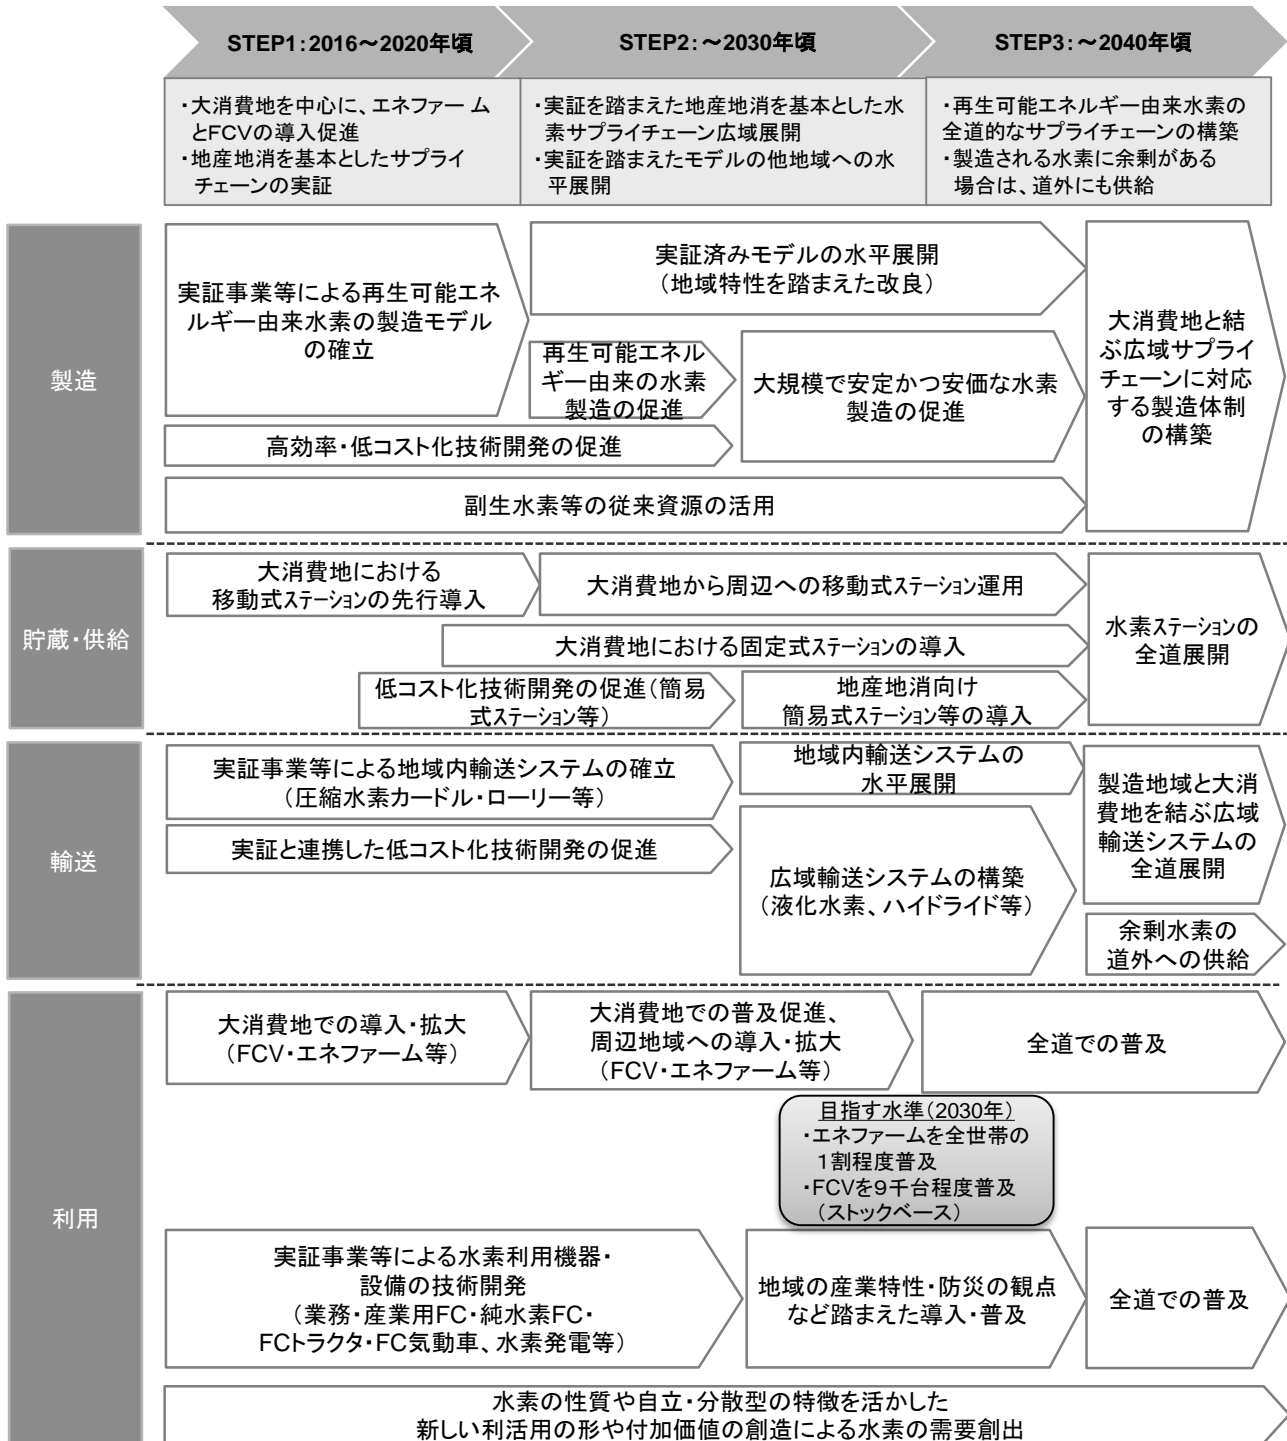 STEP1：2016～2020年頃
STEP2：～2030年頃
STEP3：～2040年頃
・大消費地を中心に、エネファーム
とFCVの導入促進
・地産地消を基本としたサプライ
チェーンの実証
・実証を踏まえた地産地消を基本とした水
素サプライチェーン広域展開
・実証を踏まえたモデルの他地域への水
平展開
・再生可能エネルギー由来水素の
全道的なサプライチェーンの構築
・製造される水素に余剰がある
場合は、道外にも供給
製造
実証事業等による再生可能エネ
ルギー由来水素の製造モデル
の確立
実証済みモデルの水平展開
（地域特性を踏まえた改良）
再生可能エネル
ギー由来の水素
製造の促進
大規模で安定かつ安価な水素
製造の促進
大消費地と結
ぶ広域サプライ
チェーンに対応
する製造体制
の構築
高効率・低コスト化技術開発の促進
副生水素等の従来資源の活用
貯蔵・供給
大消費地における
移動式ステーションの先行導入
大消費地から周辺への移動式ステーション運用
大消費地における固定式ステーションの導入
低コスト化技術開発の促進（簡易
式ステーション等）
地産地消向け
簡易式ステーション等の導入
水素ステーションの
全道展開
輸送
実証事業等による地域内輸送システムの確立
（圧縮水素カードル・ローリー等）
実証と連携した低コスト化技術開発の促進
地域内輸送システムの
水平展開
広域輸送システムの構築
（液化水素、ハイドライド等）
製造地域と大消
費地を結ぶ広域
輸送システムの
全道展開
余剰水素の
道外への供給
利用
大消費地での導入・拡大
（FCV・エネファーム等）
大消費地での普及促進、
周辺地域への導入・拡大
（FCV・エネファーム等）
全道での普及
目指す水準（2030年）
・エネファームを全世帯の
１割程度普及
・FCVを９千台程度普及
（ストックベース）
実証事業等による水素利用機器・
設備の技術開発
（業務・産業用FC・純水素FC・
FCトラクタ・FC気動車、水素発電等）
地域の産業特性・防災の観点
など踏まえた導入・普及
全道での普及
水素の性質や自立・分散型の特徴を活かした
新しい利活用の形や付加価値の創造による水素の需要創出